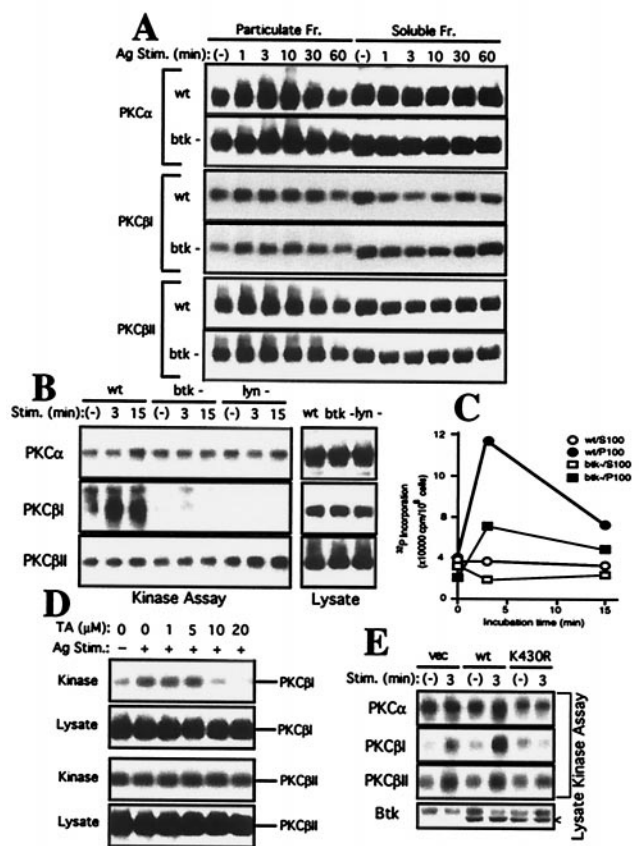 A
Particulate Fr. Soluble Fr.
Ag Stim. (min): (-) 1 3 10 30 60 (-) 1 3 10 30 60
PKCα
wt
btk -
PKCβI
wt
btk -
PKCβII
wt
btk -
B
wt btk - lyn -
Stim. (min): (-) 3 15 (-) 3 15 (-) 3 15 wt btk -lyn -
PKCα
PKCβI
PKCβII
Kinase Assay Lysate
C
32P Incorporation
(x10000 cpm/10^6 cells)
12
8
4
0
0 5 10 15
Incubation time (min)
wt/S100
wt/P100
btk-/S100
btk-/P100
D
TA (μM): 0 0 1 5 10 20
Ag Stim.: - + + + + +
Kinase PKCβI
Lysate PKCβI
Kinase PKCβII
Lysate PKCβII
E
vec wt K430R
Stim. (min): (-) 3 (-) 3 (-) 3
PKCα
PKCβI
PKCβII
Btk <
Lysate Kinase Assay